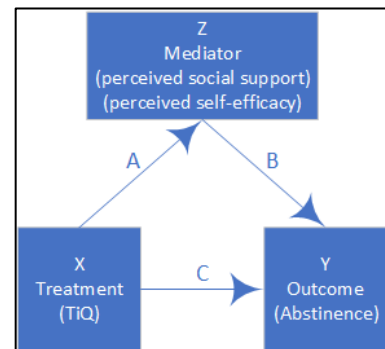 Z
Mediator
(perceived social support)
(perceived self-efficacy)
A
B
X
Treatment
(TiQ)
C
Y
Outcome
(Abstinence)